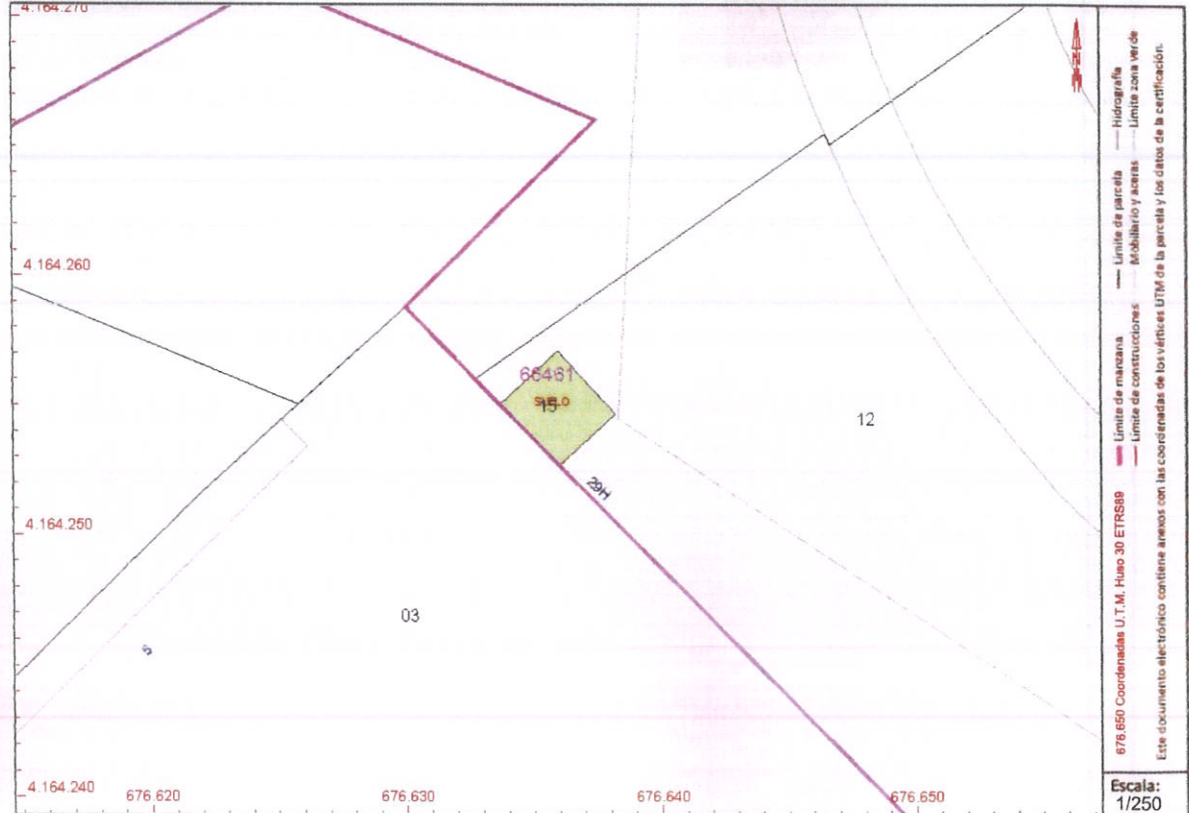 4.164.270
4.164.260
66461
SUELO
15
12
29H
4.164.250
03
5
4.164.240
676.620
676.630
676.640
676.650
676.650 Coordenadas U.T.M. Huso 30 ETRS89
Límite de manzana
Límite de parcela
Hidrografía
Límite de construcciones
Mobiliario y aceras
Límite zona verde
Este documento electrónico contiene anexos con las coordenadas de los vértices UTM de la parcela y los datos de la certificación.
Escala:
1/250